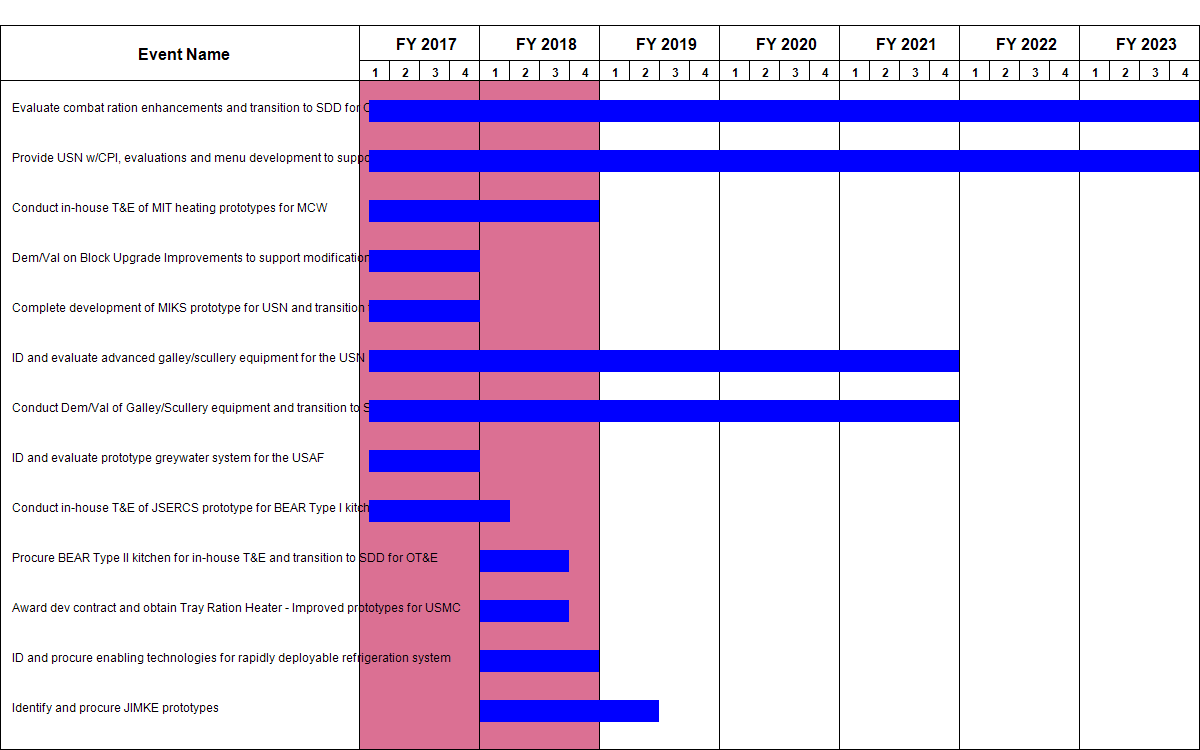 Event Name
FY 2017 FY 2018 FY 2019 FY 2020 FY 2021 FY 2022 FY 2023
1 2 3 4 1 2 3 4 1 2 3 4 1 2 3 4 1 2 3 4 1 2 3 4 1 2 3 4
Evaluate combat ration enhancements and transition to SDD for
Provide USN w/CPI, evaluations and menu development to
Conduct in-house T&E of MIT heating prototypes for MCW
Dem/Val on Block Upgrade Improvements to support
Complete development of MIKS prototype for USN and transition
ID and evaluate advanced galley/scullery equipment for the USN
Conduct Dem/Val of Galley/Scullery equipment and transition to
ID and evaluate prototype greywater system for the USAF
Conduct in-house T&E of JSERCS prototype for BEAR Type I
Procure BEAR Type II kitchen for in-house T&E and transition to SDD for OT&E
Award dev contract and obtain Tray Ration Heater - Improved prototypes for USMC
ID and procure enabling technologies for rapidly deployable refrigeration system
Identify and procure JIMKE prototypes